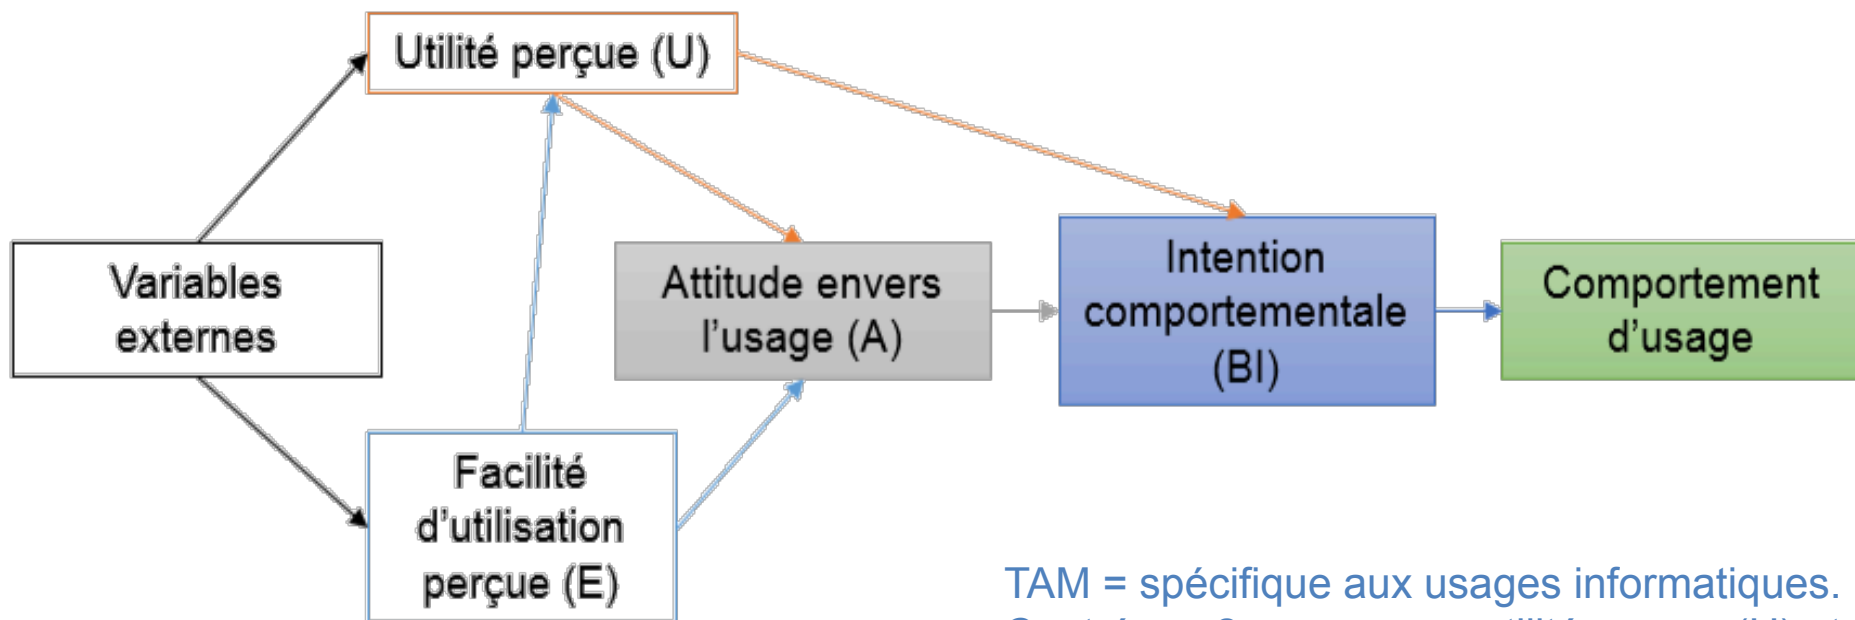 Utilité perçue (U)
Variables
externes
Attitude envers
l'usage (A)
Intention
comportementale
(BI)
Comportement
d'usage
Facilité
d'utilisation
perçue (E)
TAM = spécifique aux usages informatiques.